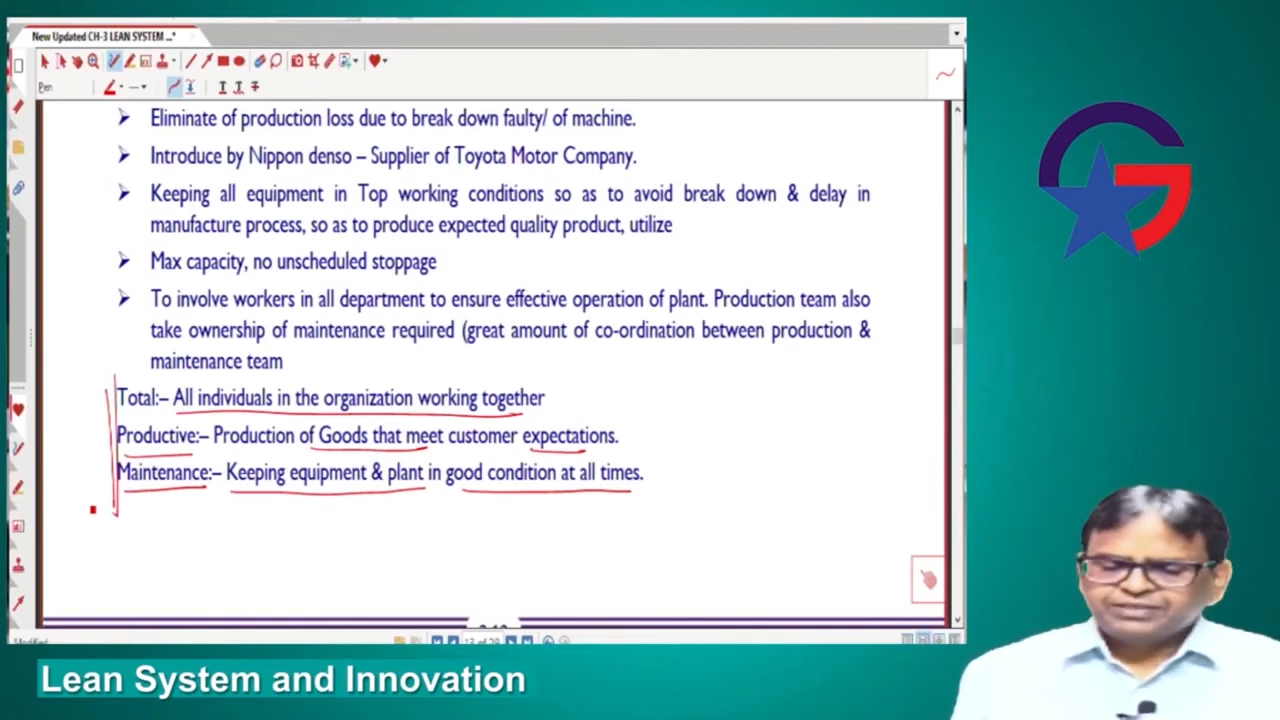 New Updated CH-3 LEAN SYSTEM ...*
Pen
Eliminate of production loss due to break down faulty/ of machine.
Introduce by Nippon denso – Supplier of Toyota Motor Company.
Keeping all equipment in Top working conditions so as to avoid break down & delay in
manufacture process, so as to produce expected quality product, utilize
Max capacity, no unscheduled stoppage
To involve workers in all department to ensure effective operation of plant. Production team also
take ownership of maintenance required (great amount of co-ordination between production &
maintenance team
Total:– All individuals in the organization working together
Productive:– Production of Goods that meet customer expectations.
Maintenance:– Keeping equipment & plant in good condition at all times.
13 of 29
Lean System and Innovation